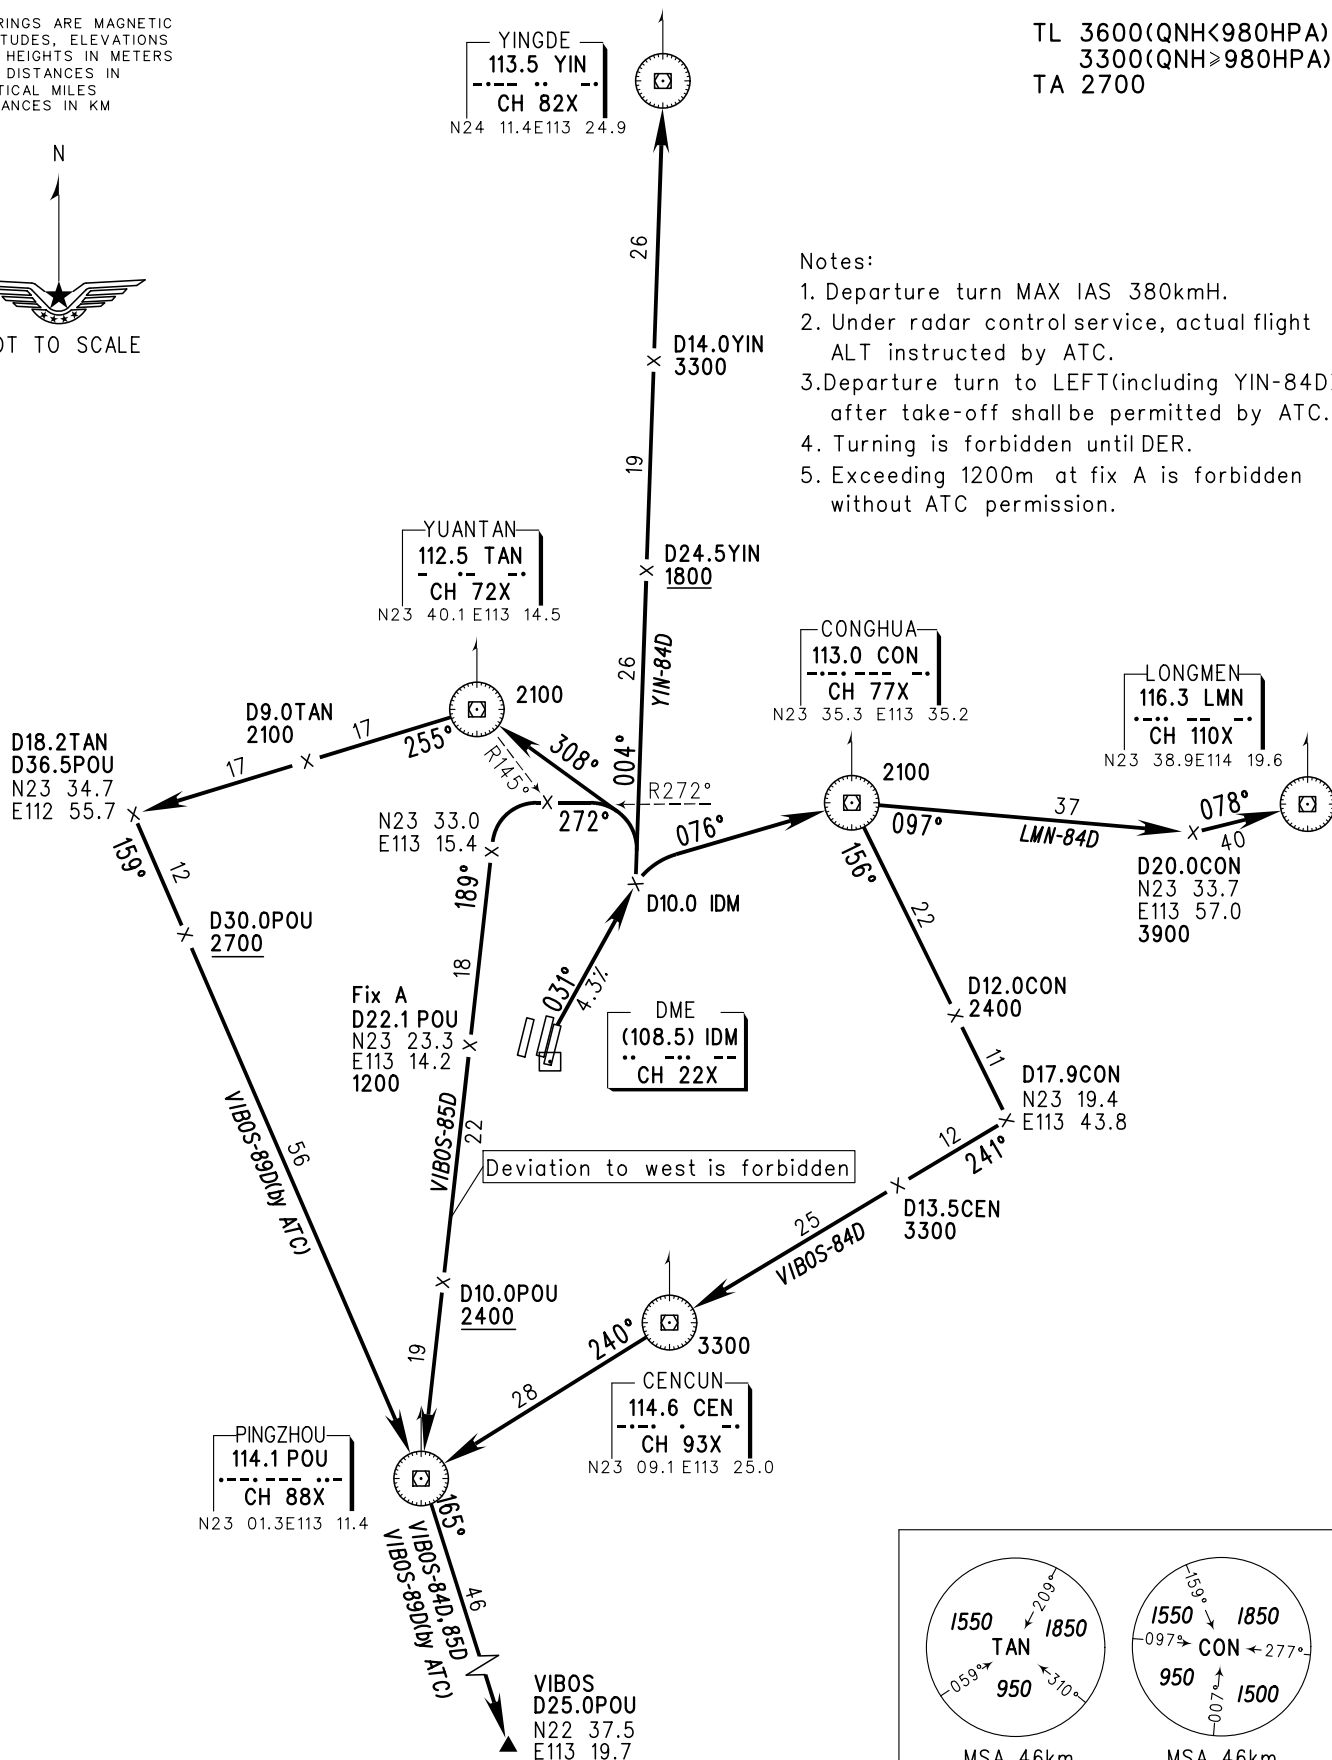 RINGS ARE MAGNETIC
TUDES, ELEVATIONS
HEIGHTS IN METERS
DISTANCES IN
TICAL MILES
ANCES IN KM
N
OT TO SCALE
TL 3600(QNH<980HPA)
3300(QNH≥980HPA)
TA 2700
YINGDE
113.5 YIN
CH 82X
N24 11.4E113 24.9
26
D14.0YIN
3300
19
D24.5YIN
1800
26
YIN-84D
004°
Notes:
1. Departure turn MAX IAS 380kmH.
2. Under radar control service, actual flight
ALT instructed by ATC.
3.Departure turn to LEFT(including YIN-84D)
after take-off shall be permitted by ATC.
4. Turning is forbidden until DER.
5. Exceeding 1200m at fix A is forbidden
without ATC permission.
YUANTAN
112.5 TAN
CH 72X
N23 40.1 E113 14.5
2100
CONGHUA
113.0 CON
CH 77X
N23 35.3 E113 35.2
2100
LONGMEN
116.3 LMN
CH 110X
N23 38.9E114 19.6
D9.0TAN
2100
17
255°
17
D18.2TAN
D36.5POU
N23 34.7
E112 55.7
308°
R145°
R272°
272°
N23 33.0
E113 15.4
076°
097°
37
LMN-84D
078°
40
D20.0CON
N23 33.7
E113 57.0
3900
159°
12
D30.0POU
2700
189°
18
D10.0 IDM
031°
4.3%
156°
22
D12.0CON
2400
11
Fix A
D22.1 POU
N23 23.3
E113 14.2
1200
DME
(108.5) IDM
CH 22X
D17.9CON
N23 19.4
E113 43.8
12
241°
VIBOS-89D(by ATC)
56
VIBOS-85D
22
Deviation to west is forbidden
D13.5CEN
3300
25
VIBOS-84D
D10.0POU
2400
19
240°
3300
28
CENCUN
114.6 CEN
CH 93X
N23 09.1 E113 25.0
PINGZHOU
114.1 POU
CH 88X
N23 01.3E113 11.4
165°
VIBOS-84D,85D
VIBOS-89D(by ATC)
46
VIBOS
D25.0POU
N22 37.5
E113 19.7
209°
1550
1850
TAN
059°
950
310°
MSA 46km
159°
1550
1850
097°
CON
277°
950
007°
1500
MSA 46km